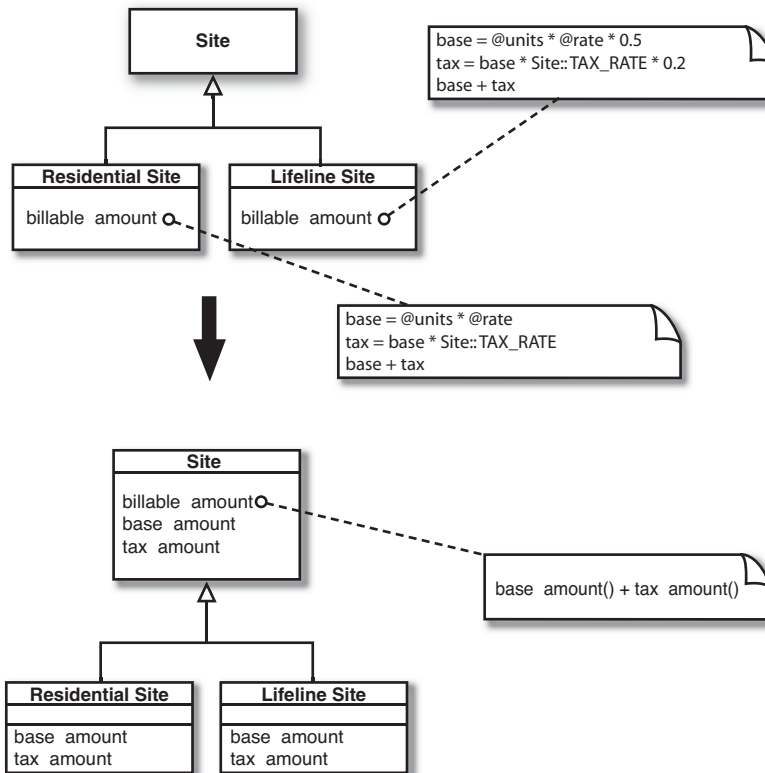 Site
base = @units * @rate * 0.5
tax = base * Site::TAX_RATE * 0.2
base + tax
Residential Site
billable amount
Lifeline Site
billable amount
base = @units * @rate
tax = base * Site::TAX_RATE
base + tax
Site
billable amount
base amount
tax amount
base amount() + tax amount()
Residential Site
base amount
tax amount
Lifeline Site
base amount
tax amount